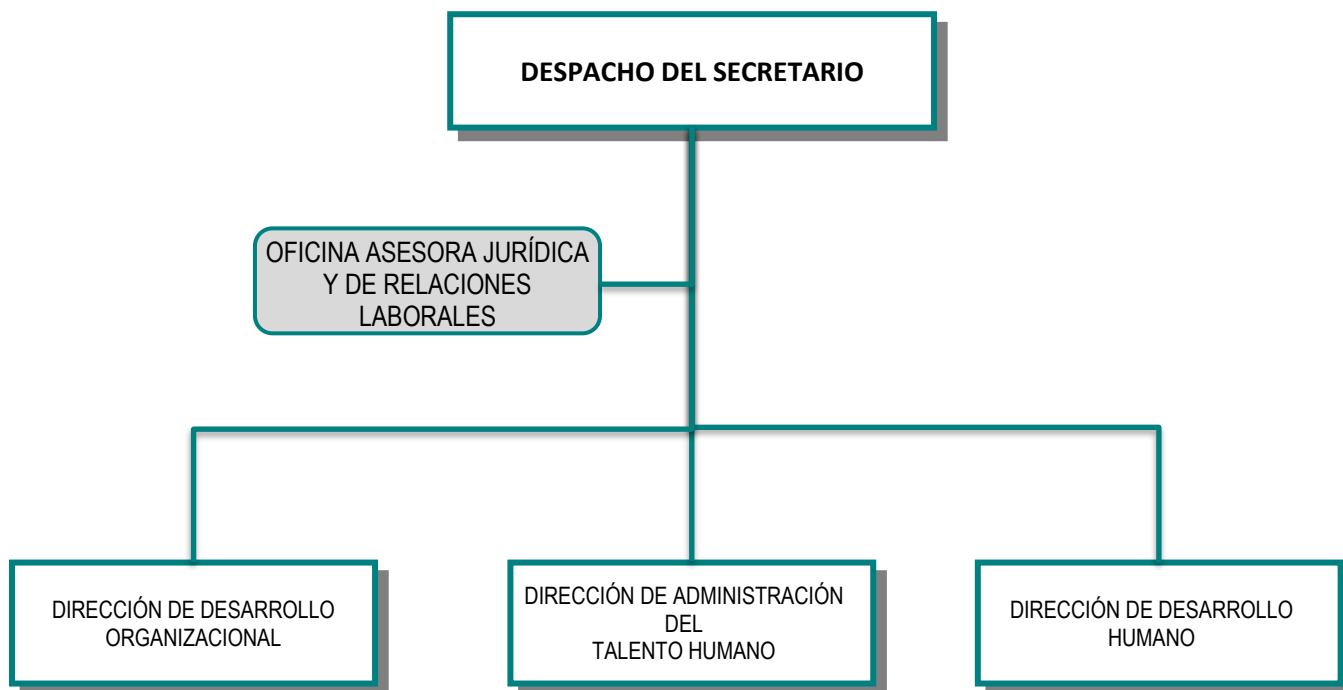 DESPACHO DEL SECRETARIO
OFICINA ASESORA JURÍDICA
Y DE RELACIONES
LABORALES
DIRECCIÓN DE DESARROLLO
ORGANIZACIONAL
DIRECCIÓN DE ADMINISTRACIÓN
DEL
TALENTO HUMANO
DIRECCIÓN DE DESARROLLO
HUMANO